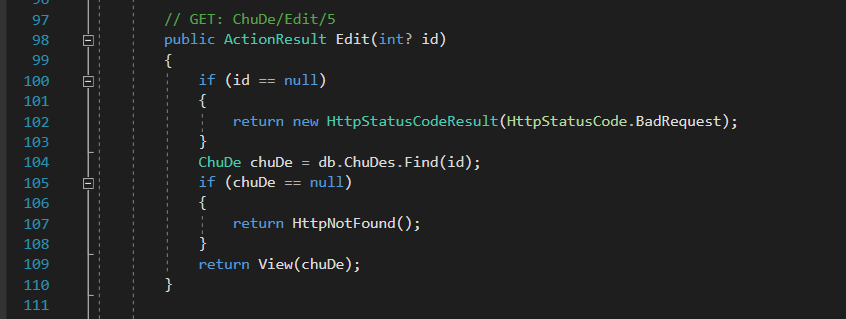 97 // GET: ChuDe/Edit/5
98 public ActionResult Edit(int? id)
99 {
100 if (id == null)
101 {
102 return new HttpStatusCodeResult(HttpStatusCode.BadRequest);
103 }
104 ChuDe chuDe = db.ChuDes.Find(id);
105 if (chuDe == null)
106 {
107 return HttpNotFound();
108 }
109 return View(chuDe);
110 }
111